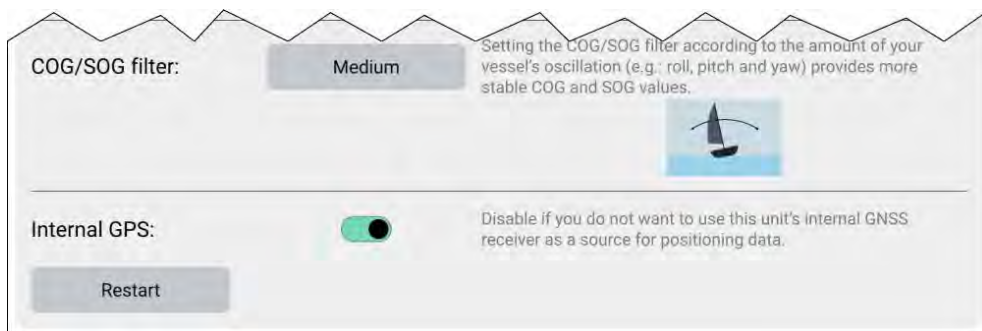 COG/SOG filter:
Medium
Setting the COG/SOG filter according to the amount of your
vessel's oscillation (e.g.: roll, pitch and yaw) provides more
stable COG and SOG values.
Internal GPS:
Disable if you do not want to use this unit's internal GNSS
receiver as a source for positioning data.
Restart